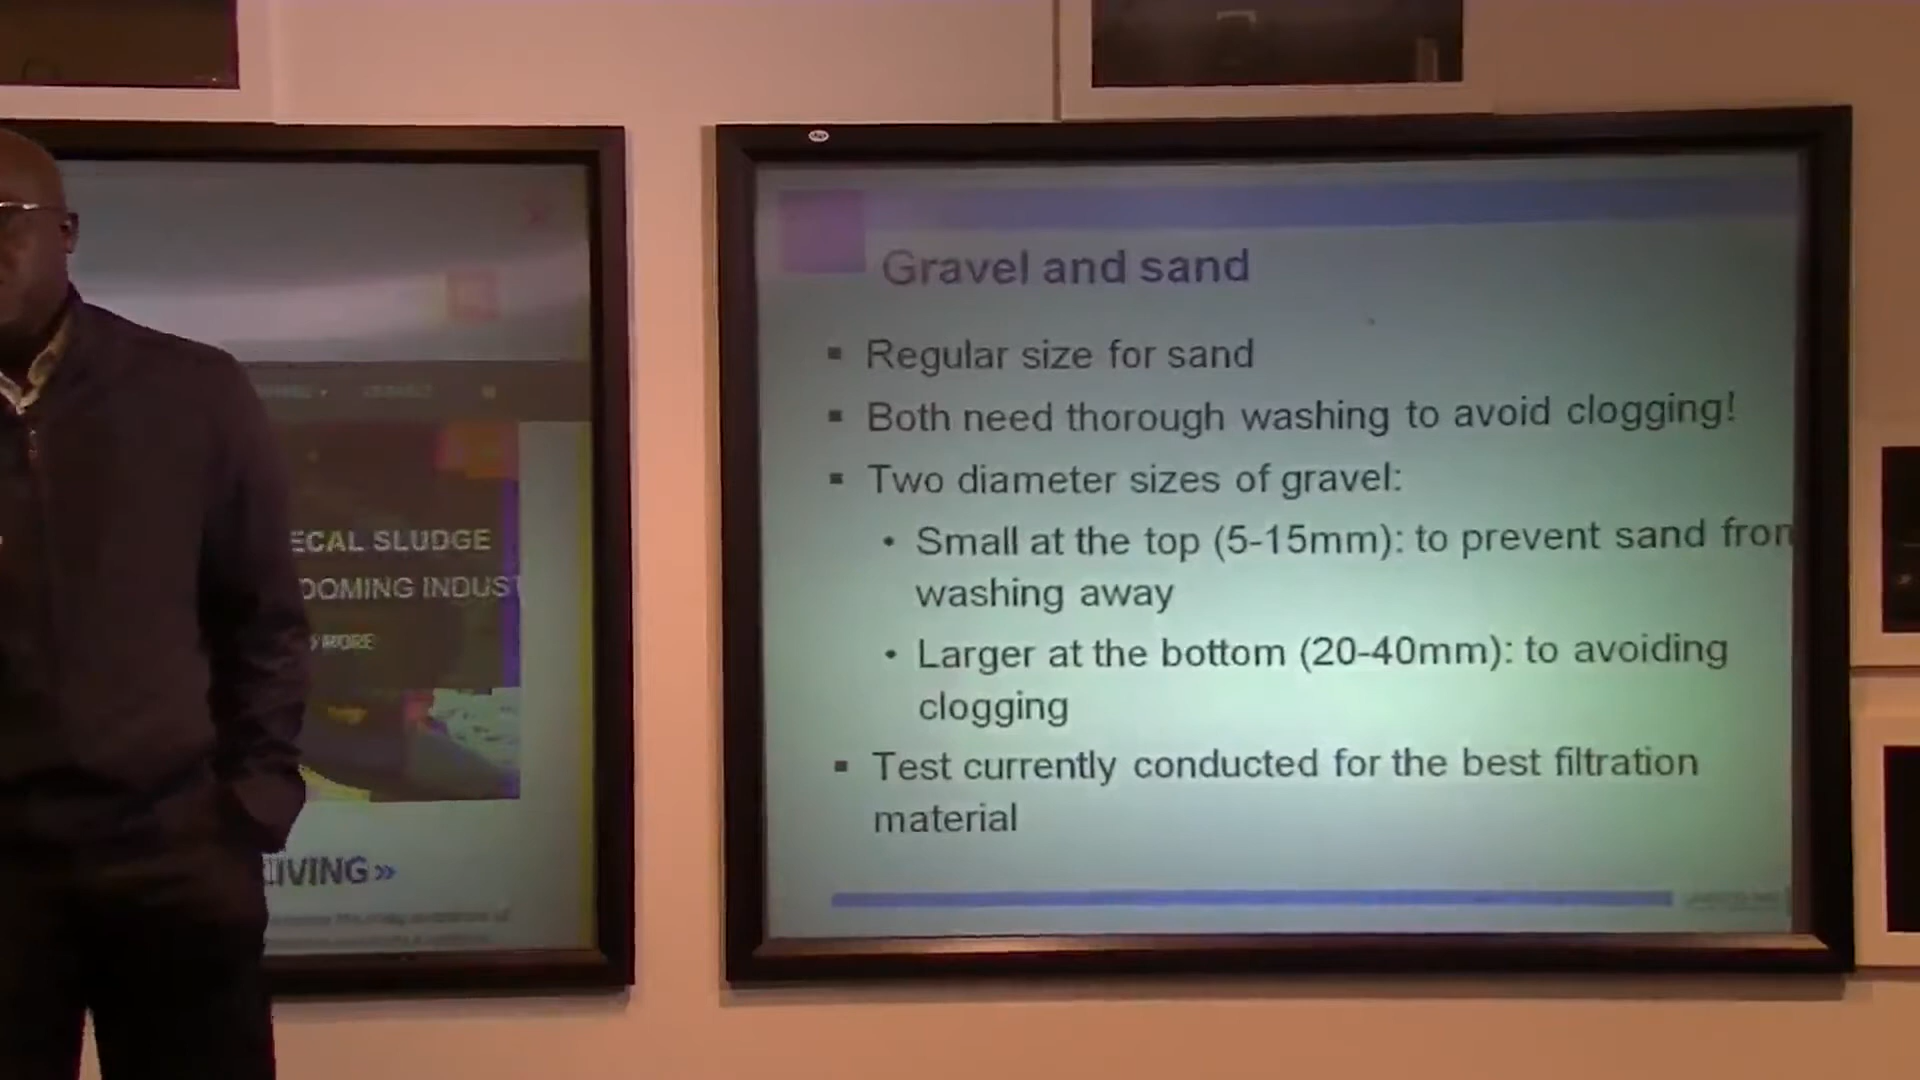 Gravel and sand
▪ Regular size for sand
▪ Both need thorough washing to avoid clogging!
▪ Two diameter sizes of gravel:
• Small at the top (5-15mm): to prevent sand fron
washing away
• Larger at the bottom (20-40mm): to avoiding
clogging
▪ Test currently conducted for the best filtration
material
ECAL SLUDGE
OOMING INDUS
MORE
IVING »